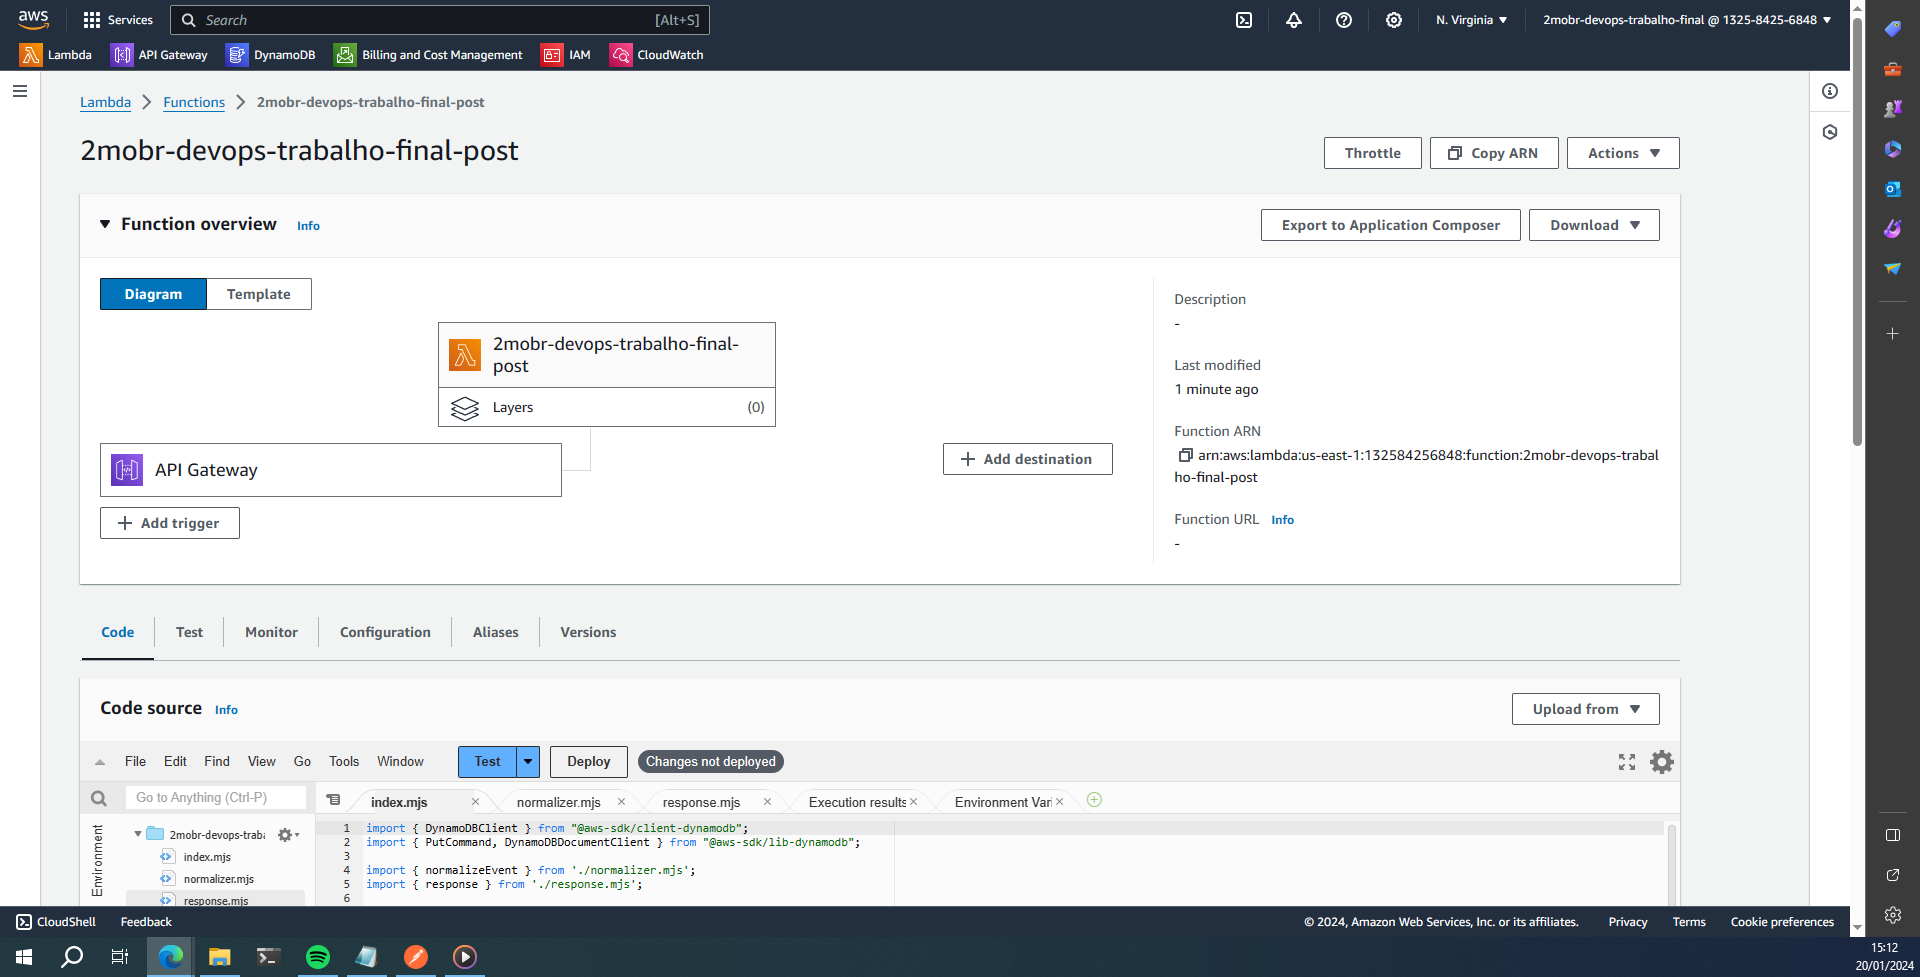 aws
Services
Search
[Alt+S]
N. Virginia
2mobr-devops-trabalho-final @ 1325-8425-6848
Lambda
API Gateway
DynamoDB
Billing and Cost Management
IAM
CloudWatch
Lambda
Functions
2mobr-devops-trabalho-final-post
2mobr-devops-trabalho-final-post
Throttle
Copy ARN
Actions
Function overview
Info
Export to Application Composer
Download
Diagram
Template
2mobr-devops-trabalho-final-
post
Layers
(0)
API Gateway
Add trigger
Add destination
Description
-
Last modified
1 minute ago
Function ARN
arn:aws:lambda:us-east-1:132584256848:function:2mobr-devops-trabal
ho-final-post
Function URL
Info
-
Code
Test
Monitor
Configuration
Aliases
Versions
Code source
Info
Upload from
File
Edit
Find
View
Go
Tools
Window
Test
Deploy
Changes not deployed
Go to Anything (Ctrl-P)
index.mjs
normalizer.mjs
response.mjs
Execution results
Environment Vari
Environment
2mobr-devops-traba
index.mjs
normalizer.mjs
response.mjs
1 import { DynamoDBClient } from "@aws-sdk/client-dynamodb";
2 import { PutCommand, DynamoDBDocumentClient } from "@aws-sdk/lib-dynamodb";
3
4 import { normalizeEvent } from './normalizer.mjs';
5 import { response } from './response.mjs';
6
CloudShell
Feedback
© 2024, Amazon Web Services, Inc. or its affiliates.
Privacy
Terms
Cookie preferences
15:12
20/01/2024